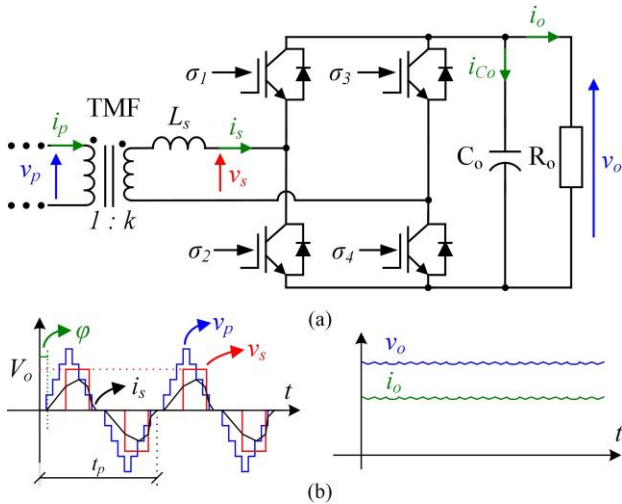 i_o
σ_1
σ_3
i_Co
TMF
i_p
L_s
i_s
v_p
v_s
C_o
R_o
v_o
1 : k
σ_2
σ_4
(a)
φ
v_p
v_s
V_o
i_s
t
t_p
v_o
i_o
t
(b)